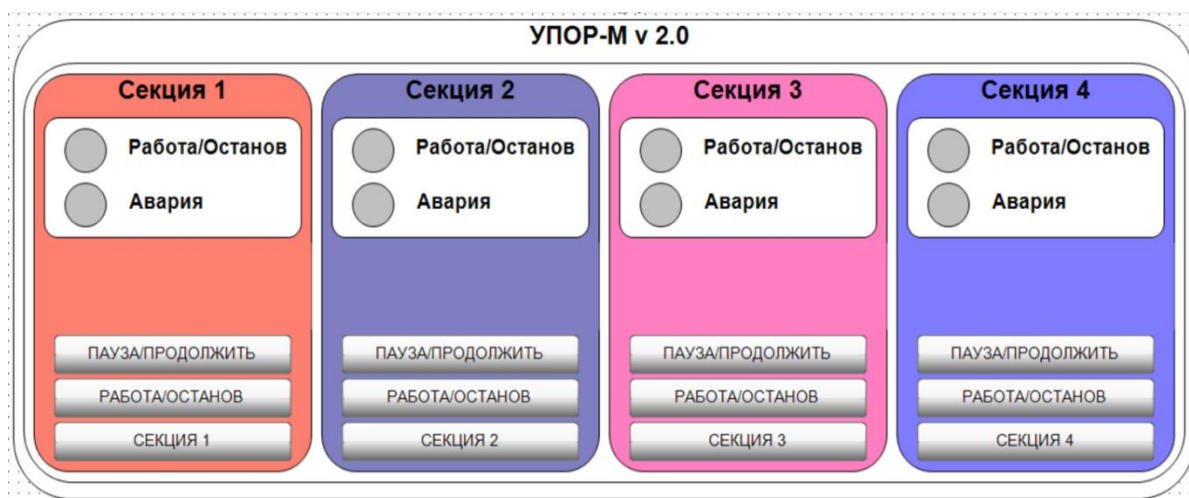 УПОР-М v 2.0
Секция 1
Работа/Останов
Авария
ПАУЗА/ПРОДОЛЖИТЬ
РАБОТА/ОСТАНОВ
СЕКЦИЯ 1
Секция 2
Работа/Останов
Авария
ПАУЗА/ПРОДОЛЖИТЬ
РАБОТА/ОСТАНОВ
СЕКЦИЯ 2
Секция 3
Работа/Останов
Авария
ПАУЗА/ПРОДОЛЖИТЬ
РАБОТА/ОСТАНОВ
СЕКЦИЯ 3
Секция 4
Работа/Останов
Авария
ПАУЗА/ПРОДОЛЖИТЬ
РАБОТА/ОСТАНОВ
СЕКЦИЯ 4